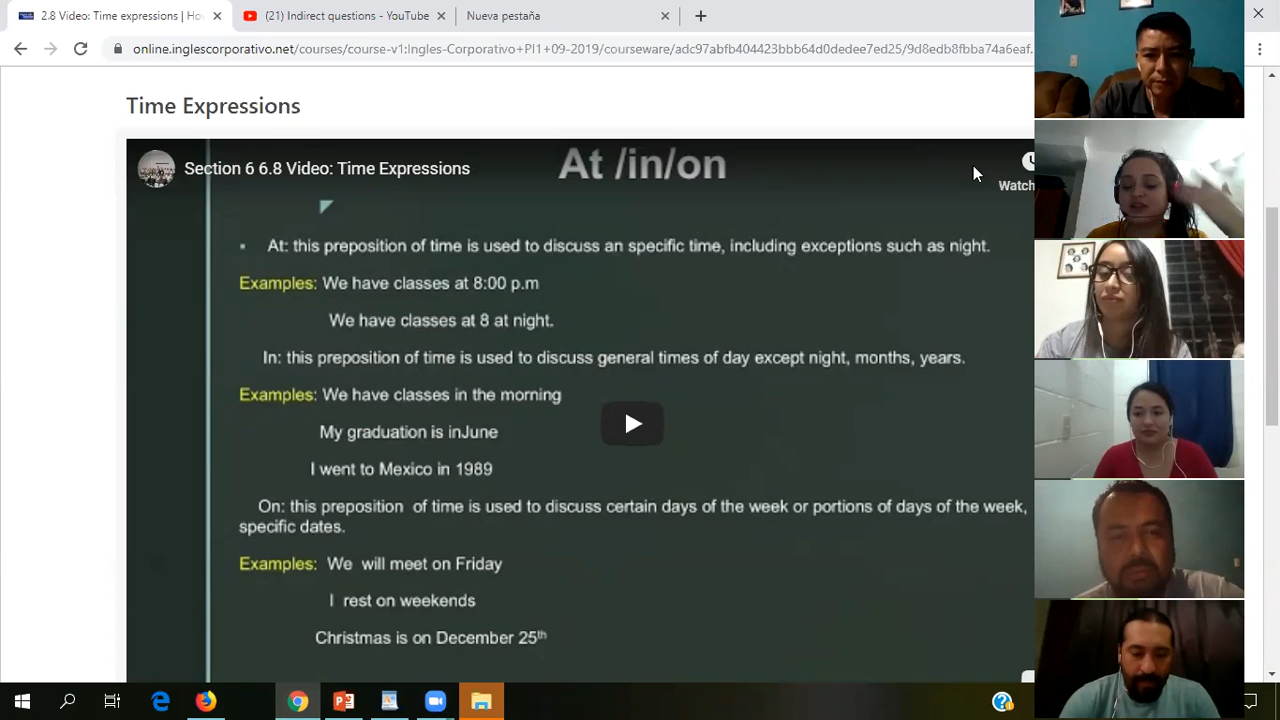 2.8 Video: Time expressions | Ho
(21) Indirect questions - YouTube
Nueva pestaña
online.inglescorporativo.net/courses/course-v1:Ingles-Corporativo+PI1+09-2019/courseware/adc97abfb404423bbb64d0dedee7ed25/9d8edb8fbba74a6eaf.
Time Expressions
Section 6 6.8 Video: Time Expressions
At /in/on
Watch
At: this preposition of time is used to discuss an specific time, including exceptions such as night.
Examples: We have classes at 8:00 p.m
We have classes at 8 at night.
In: this preposition of time is used to discuss general times of day except night, months, years.
Examples: We have classes in the morning
My graduation is inJune
I went to Mexico in 1989
On: this preposition of time is used to discuss certain days of the week or portions of days of the week,
specific dates.
Examples: We will meet on Friday
I rest on weekends
Christmas is on December 25th